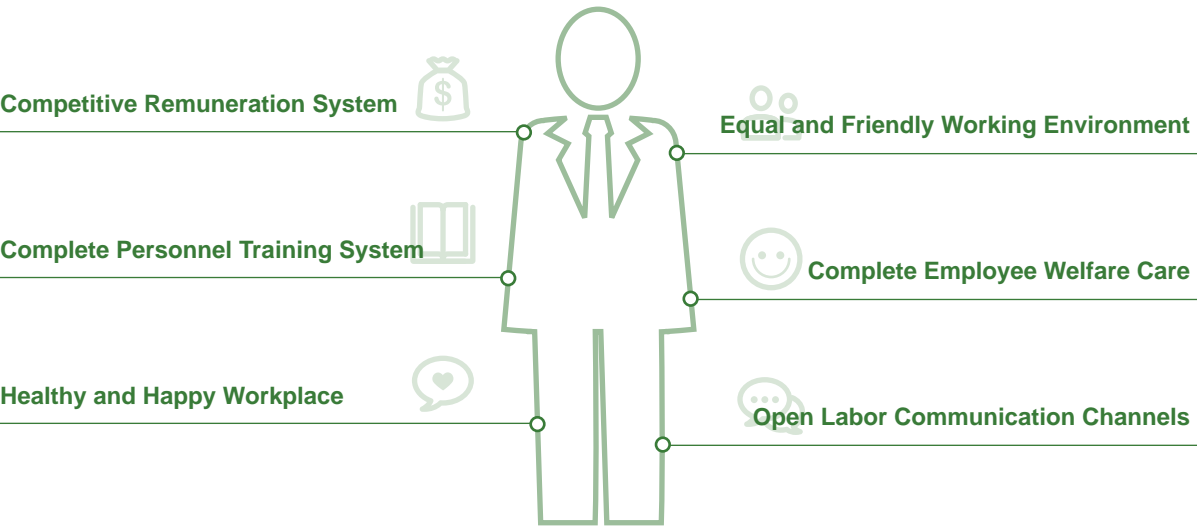 Competitive Remuneration System
$
Equal and Friendly Working Environment
Complete Personnel Training System
Complete Employee Welfare Care
Healthy and Happy Workplace
Open Labor Communication Channels